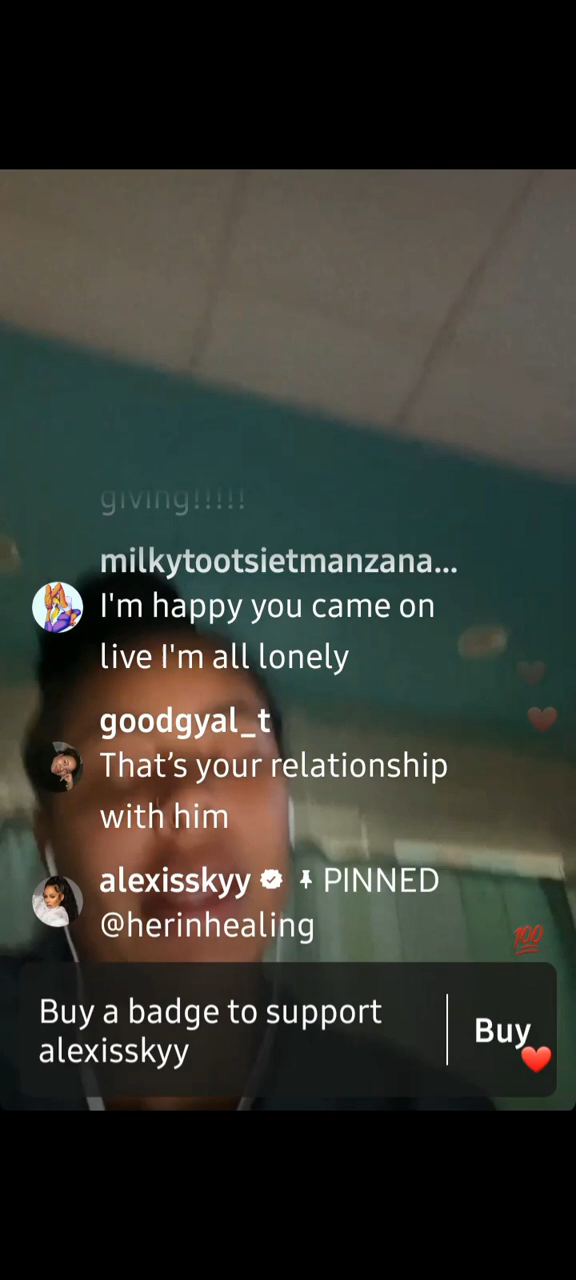 giving!!!!!
milkytootsietmanzana...
I'm happy you came on
live I'm all lonely
goodgyal_t
That’s your relationship
with him
alexisskyy PINNED
@herinhealing
💯
Buy a badge to support
alexisskyy
Buy